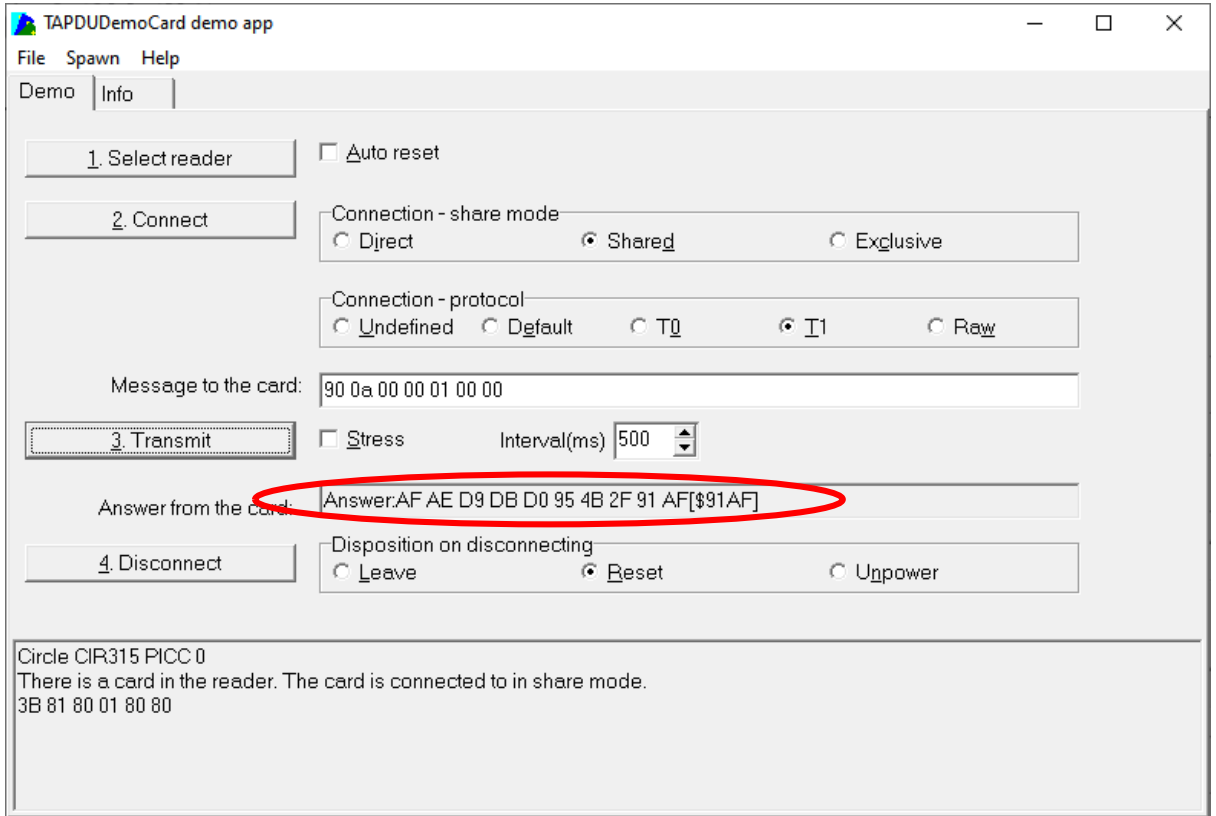 TAPDUDemoCard demo app
File Spawn Help
Demo Info
1. Select reader Auto reset
2. Connect Connection - share mode
Direct Shared Exclusive
Connection - protocol
Undefined Default T0 T1 Raw
Message to the card: 90 0a 00 00 01 00 00
3. Transmit Stress Interval(ms) 500
Answer from the card: Answer:AF AE D9 DB D0 95 4B 2F 91 AF[$91AF]
4. Disconnect Disposition on disconnecting
Leave Reset Unpower
Circle CIR315 PICC 0
There is a card in the reader. The card is connected to in share mode.
3B 81 80 01 80 80